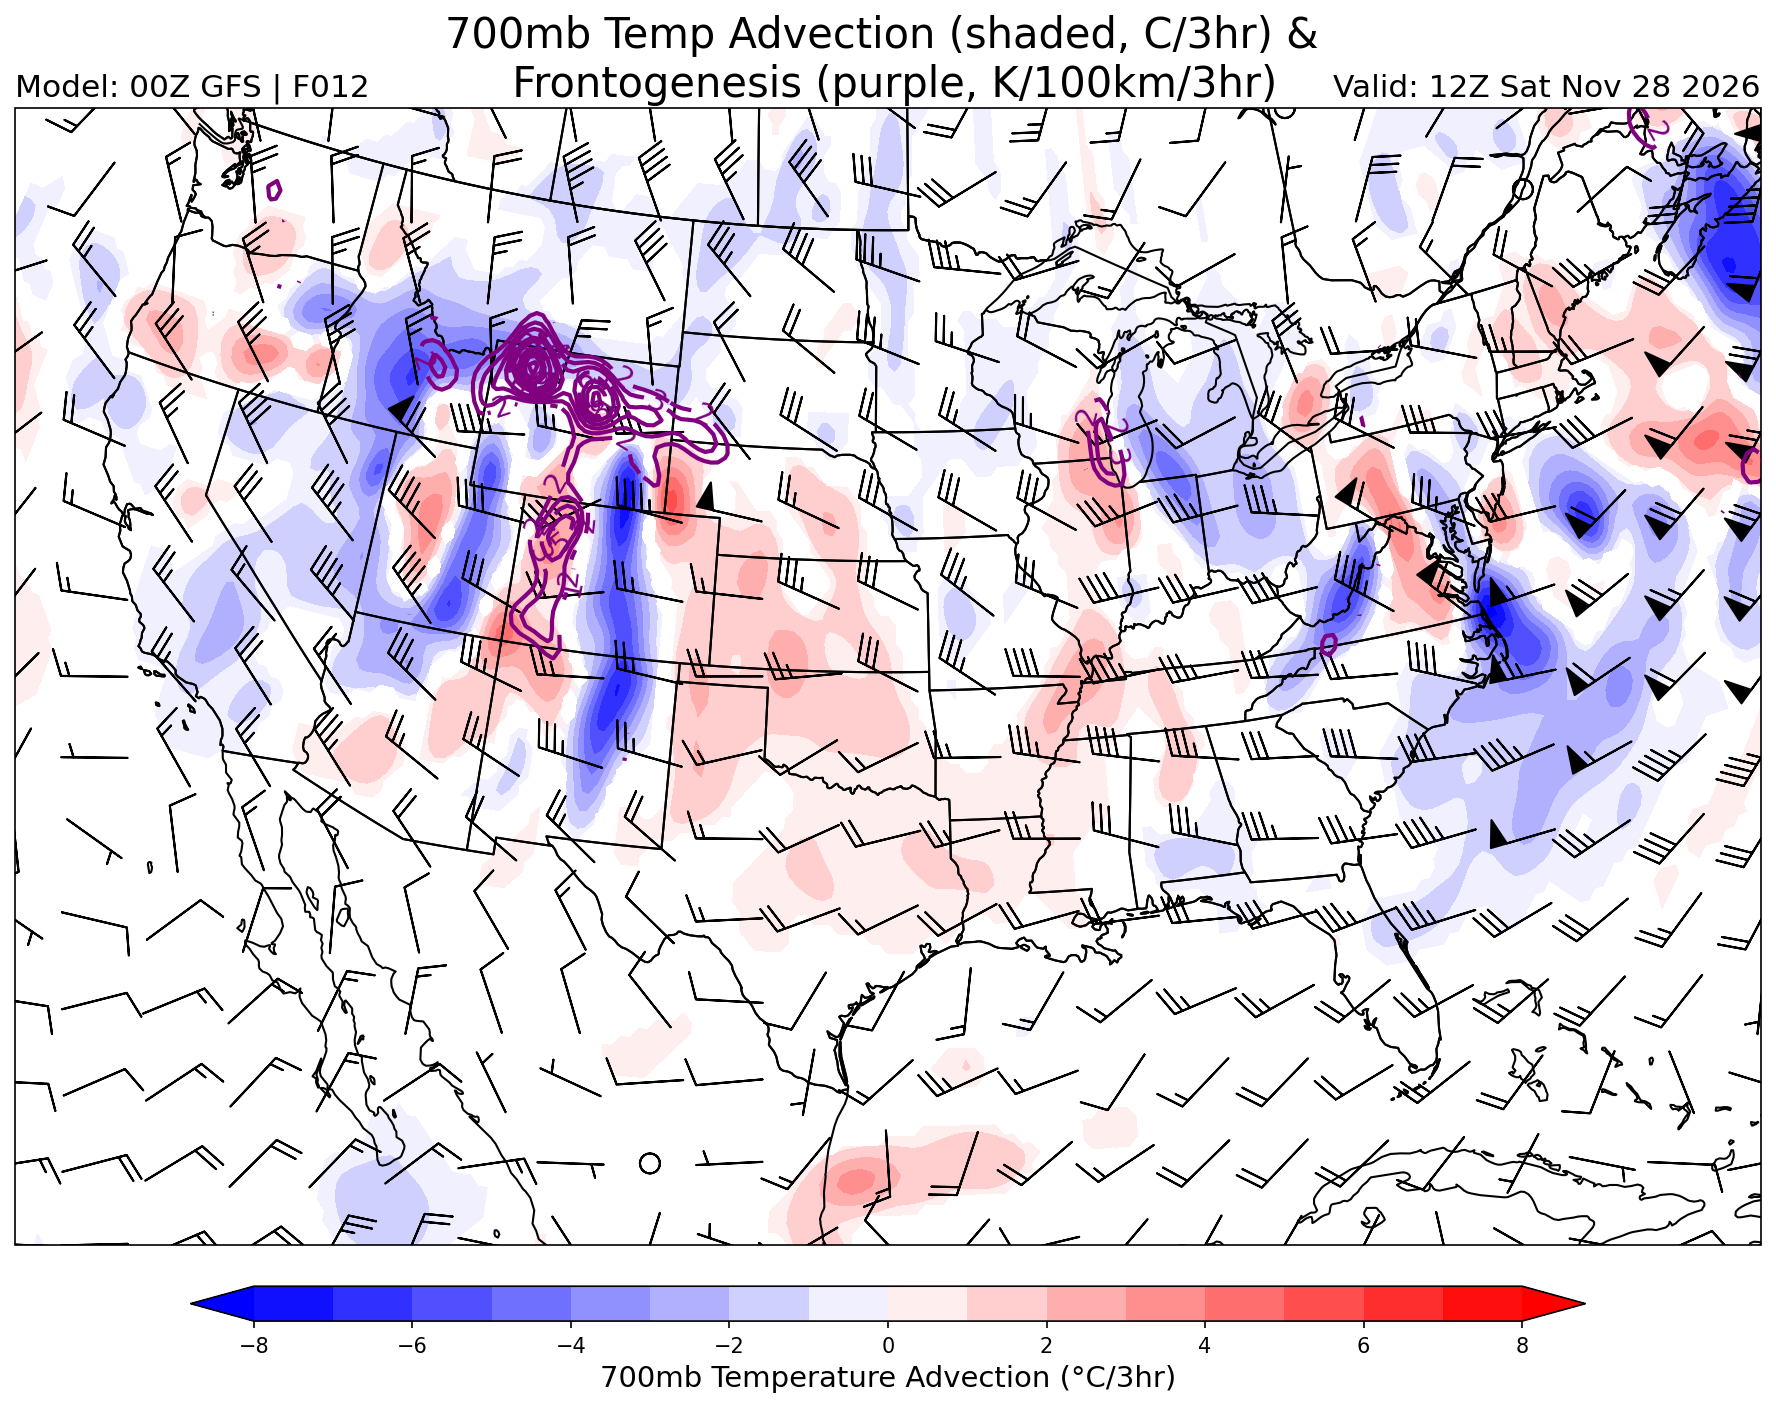 700mb Temp Advection (shaded, C/3hr) &
Model: 00Z GFS | F012 Frontogenesis (purple, K/100km/3hr) Valid: 12Z Sat Nov 28 2026
−8 −6 −4 −2 0 2 4 6 8
700mb Temperature Advection (°C/3hr)